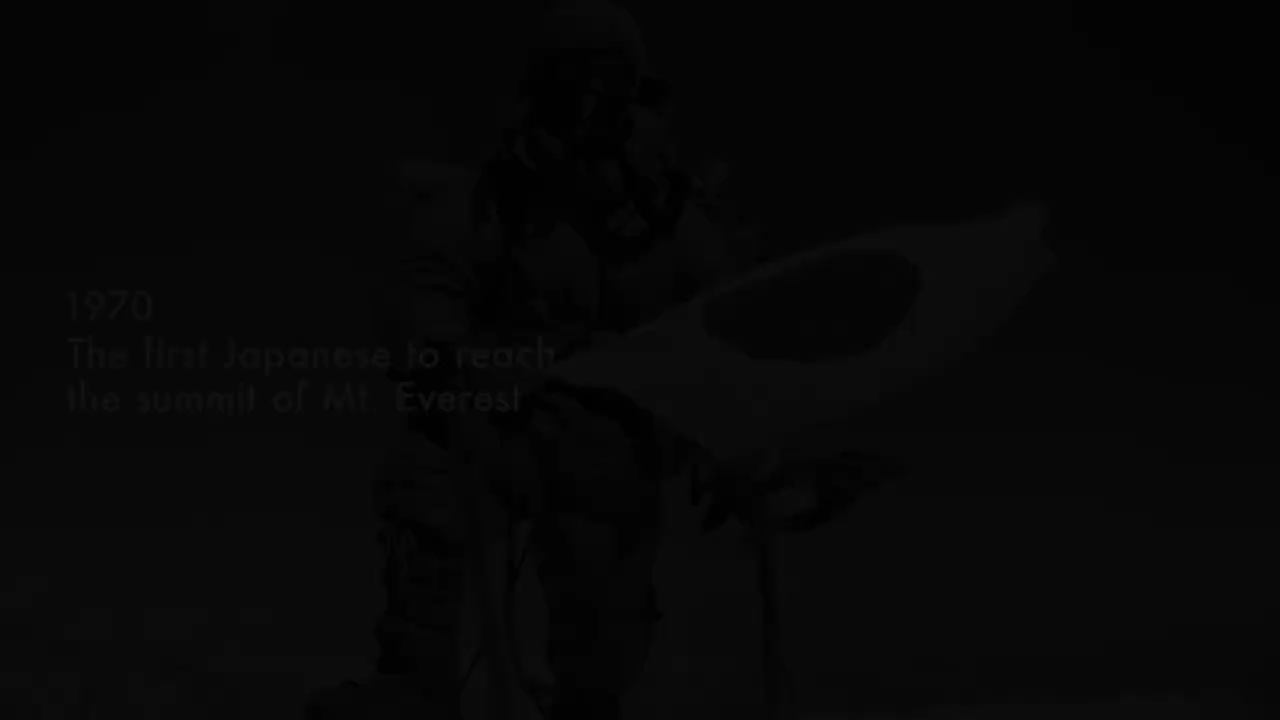 1970
The first Japanese to reach
the summit of Mt. Everest